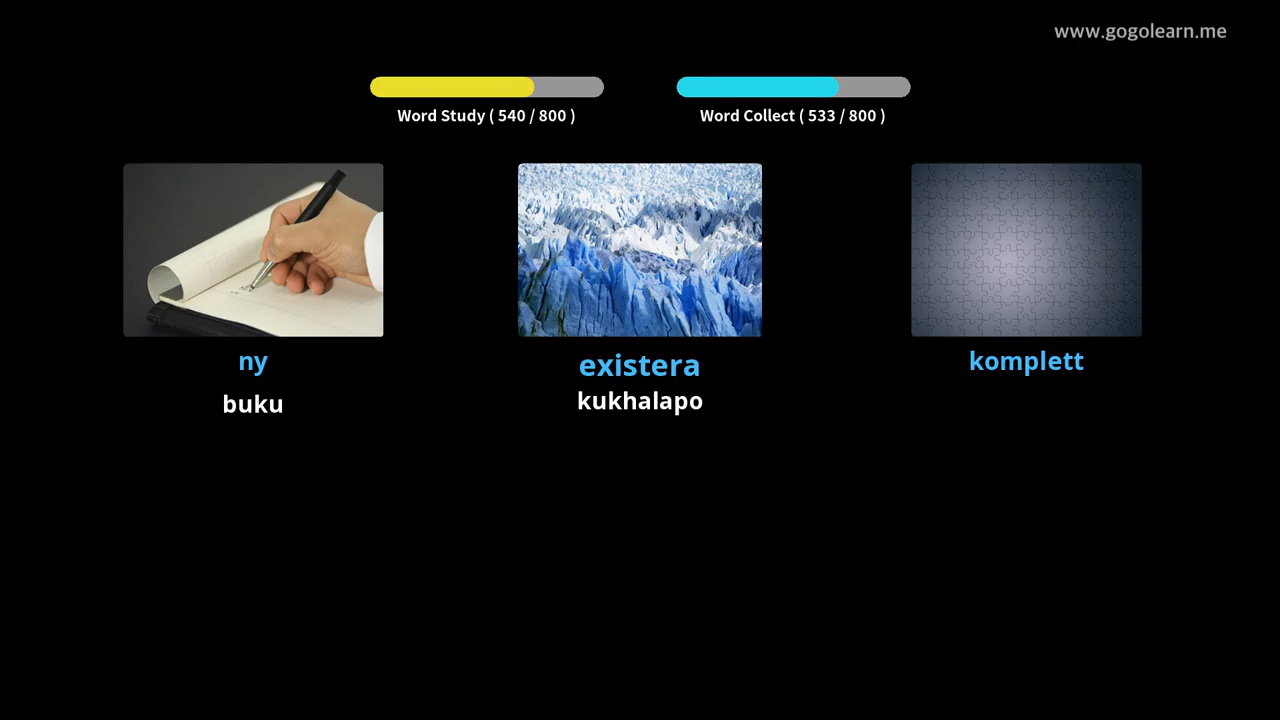 www.gogolearn.me
Word Study ( 540 / 800 )
Word Collect ( 533 / 800 )
ny
existera
komplett
buku
kukhalapo